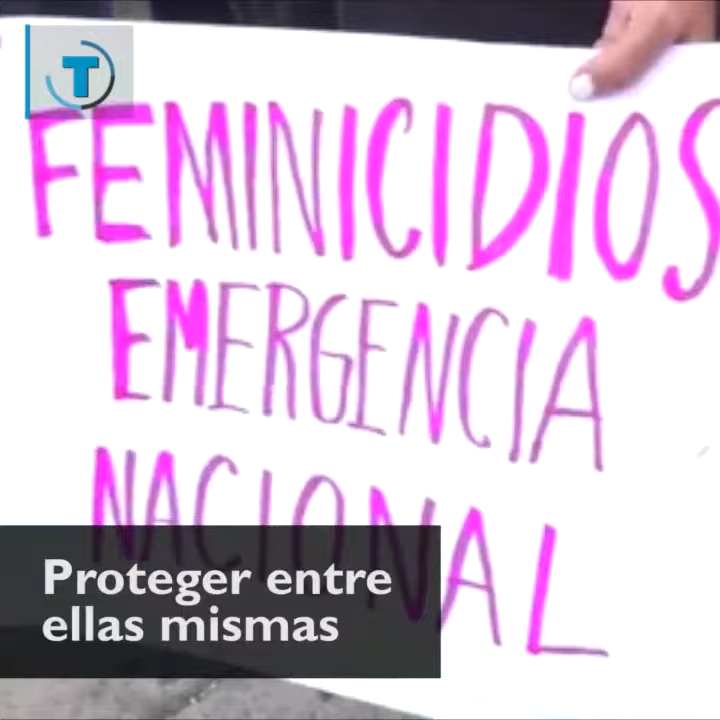 T
FEMINICIDIOS
EMERGENCIA
NACIONAL
Proteger entre
ellas mismas